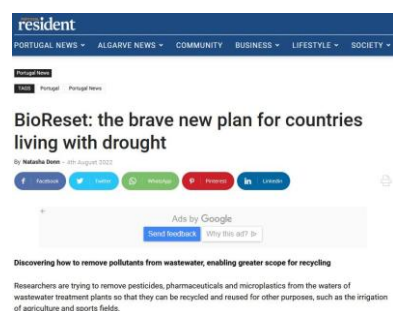 resident
PORTUGAL NEWS ALGARVE NEWS COMMUNITY BUSINESS LIFESTYLE SOCIETY
Portugal News
TAGS Portugal Portugal News
BioReset: the brave new plan for countries
living with drought
By Natasha Donn - 4th August 2022
Facebook Twitter WhatsApp Pinterest Linkedin
Ads by Google
Send feedback Why this ad?
Discovering how to remove pollutants from wastewater, enabling greater scope for recycling
Researchers are trying to remove pesticides, pharmaceuticals and microplastics from the waters of
wastewater treatment plants so that they can be recycled and reused for other purposes, such as the irrigation
of agriculture and sports fields.